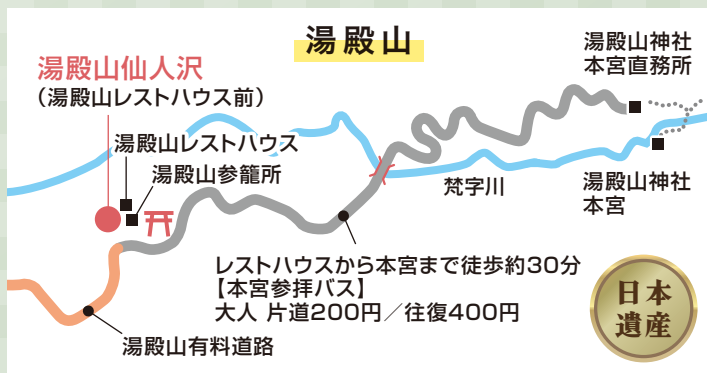 湯殿山
湯殿山仙人沢
（湯殿山レストハウス前）
湯殿山レストハウス
湯殿山参籠所
湯殿山神社
本宮直務所
梵字川
湯殿山神社
本宮
レストハウスから本宮まで徒歩約30分
【本宮参拝バス】
大人 片道200円／往復400円
湯殿山有料道路
日本
遺産